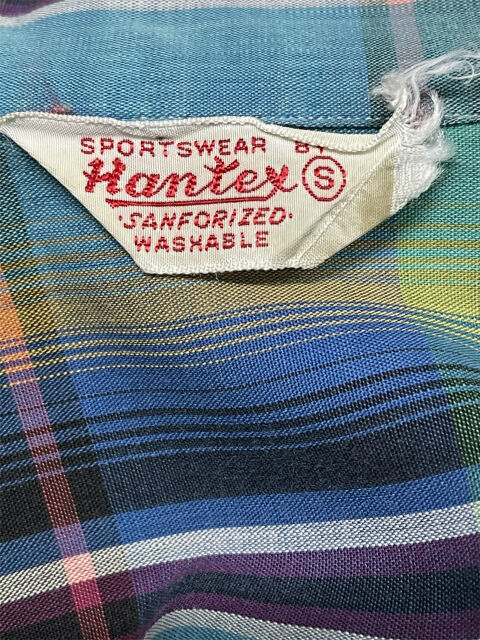 SPORTSWEAR BY
Hantex S
·SANFORIZED·
WASHABLE